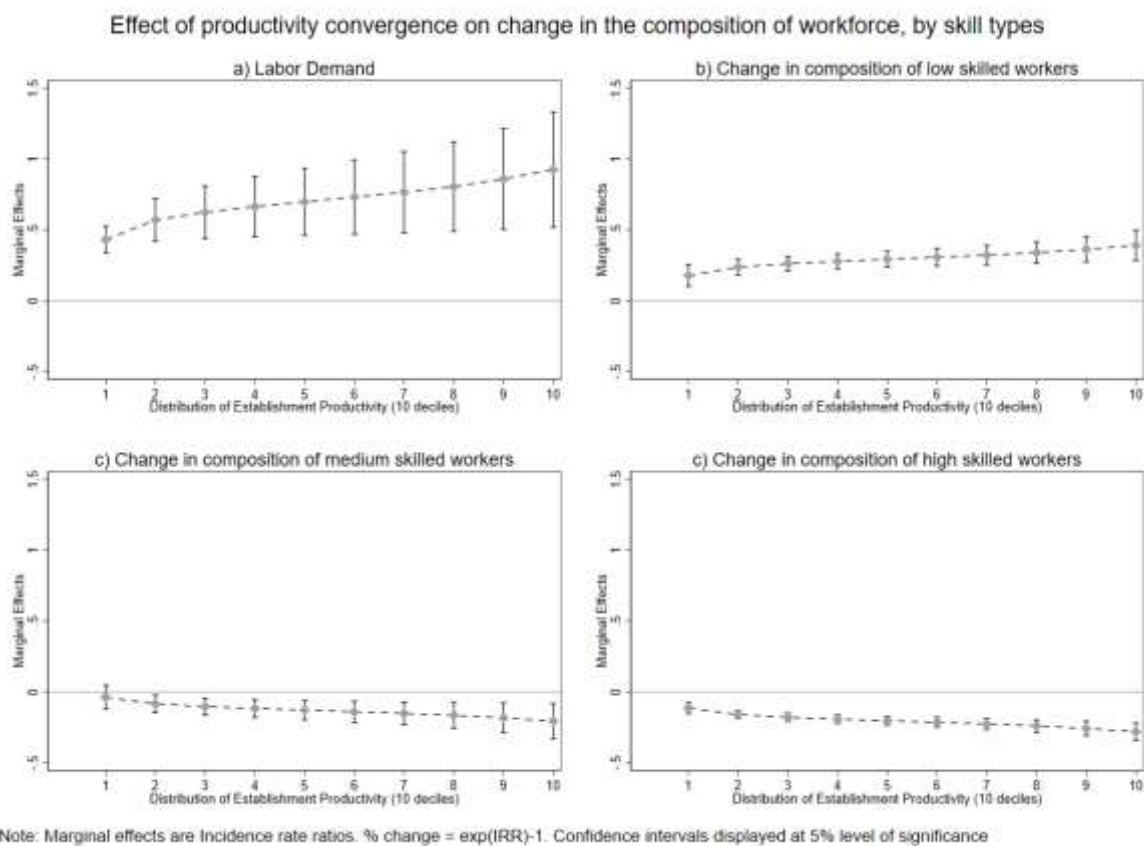 Effect of productivity convergence on change in the composition of workforce, by skill types
a) Labor Demand
Marginal Effects
1.5
1
.5
0
-.5
1 2 3 4 5 6 7 8 9 10
Distribution of Establishment Productivity (10 deciles)
b) Change in composition of low skilled workers
Marginal Effects
1.5
1
.5
0
-.5
1 2 3 4 5 6 7 8 9 10
Distribution of Establishment Productivity (10 deciles)
c) Change in composition of medium skilled workers
Marginal Effects
1.5
1
.5
0
-.5
1 2 3 4 5 6 7 8 9 10
Distribution of Establishment Productivity (10 deciles)
c) Change in composition of high skilled workers
Marginal Effects
1.5
1
.5
0
-.5
1 2 3 4 5 6 7 8 9 10
Distribution of Establishment Productivity (10 deciles)
Note: Marginal effects are Incidence rate ratios. % change = exp(IRR)-1. Confidence intervals displayed at 5% level of significance